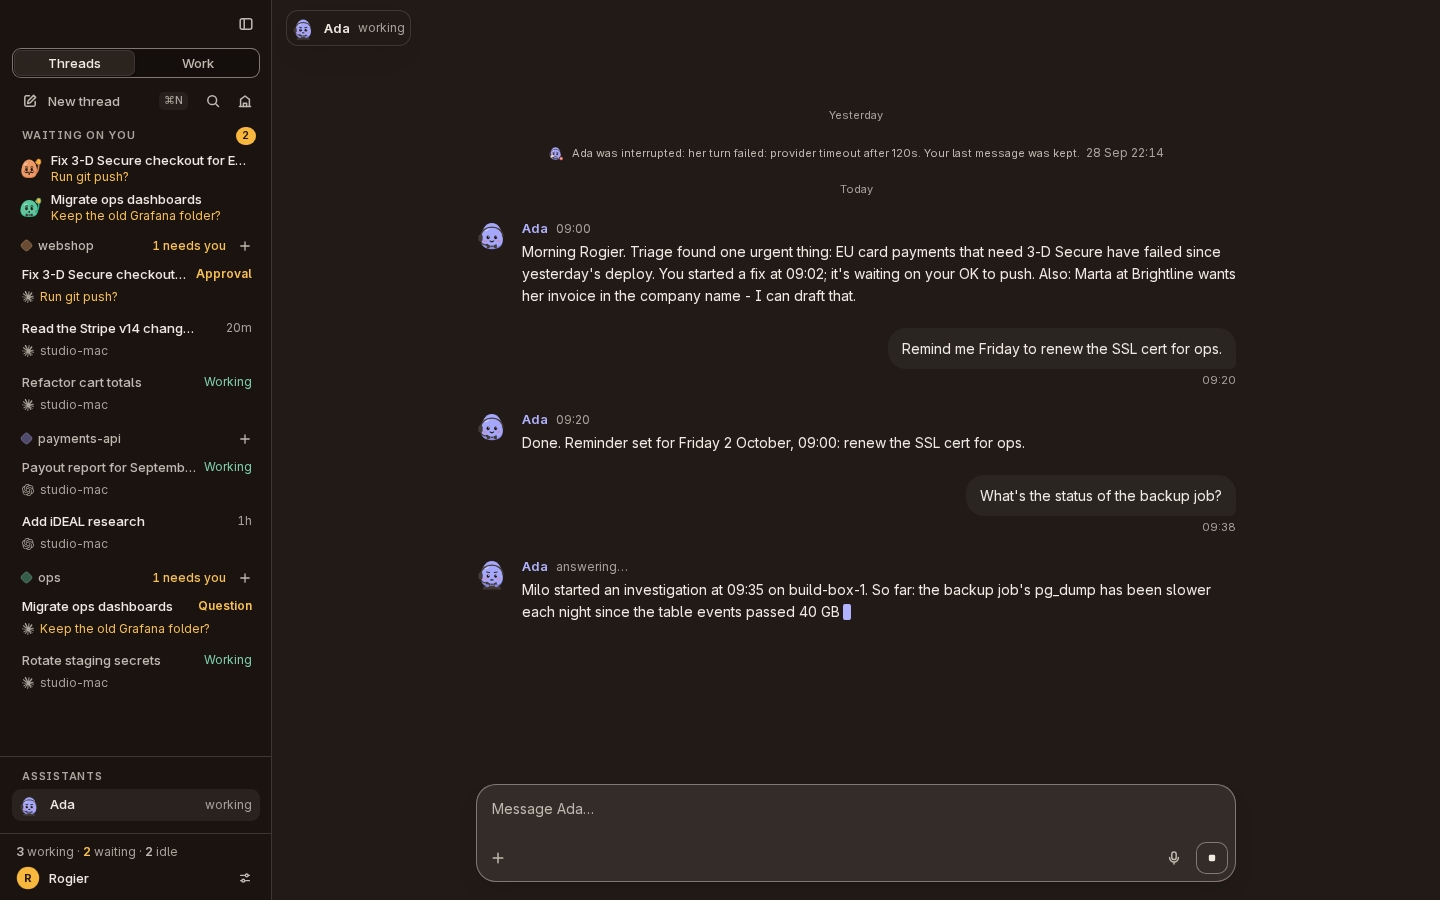 Threads
Work
New thread
⌘N
WAITING ON YOU
2
Fix 3-D Secure checkout for E…
Run git push?
Migrate ops dashboards
Keep the old Grafana folder?
webshop
1 needs you
Fix 3-D Secure checkout…
Approval
Run git push?
Read the Stripe v14 chang…
20m
studio-mac
Refactor cart totals
Working
studio-mac
payments-api
Payout report for Septemb…
Working
studio-mac
Add iDEAL research
1h
studio-mac
ops
1 needs you
Migrate ops dashboards
Question
Keep the old Grafana folder?
Rotate staging secrets
Working
studio-mac
ASSISTANTS
Ada
working
3 working · 2 waiting · 2 idle
R
Rogier
Ada working
Yesterday
Ada was interrupted: her turn failed: provider timeout after 120s. Your last message was kept. 28 Sep 22:14
Today
Ada 09:00
Morning Rogier. Triage found one urgent thing: EU card payments that need 3-D Secure have failed since
yesterday's deploy. You started a fix at 09:02; it's waiting on your OK to push. Also: Marta at Brightline wants
her invoice in the company name - I can draft that.
Remind me Friday to renew the SSL cert for ops.
09:20
Ada 09:20
Done. Reminder set for Friday 2 October, 09:00: renew the SSL cert for ops.
What's the status of the backup job?
09:38
Ada answering…
Milo started an investigation at 09:35 on build-box-1. So far: the backup job's pg_dump has been slower
each night since the table events passed 40 GB
Message Ada…